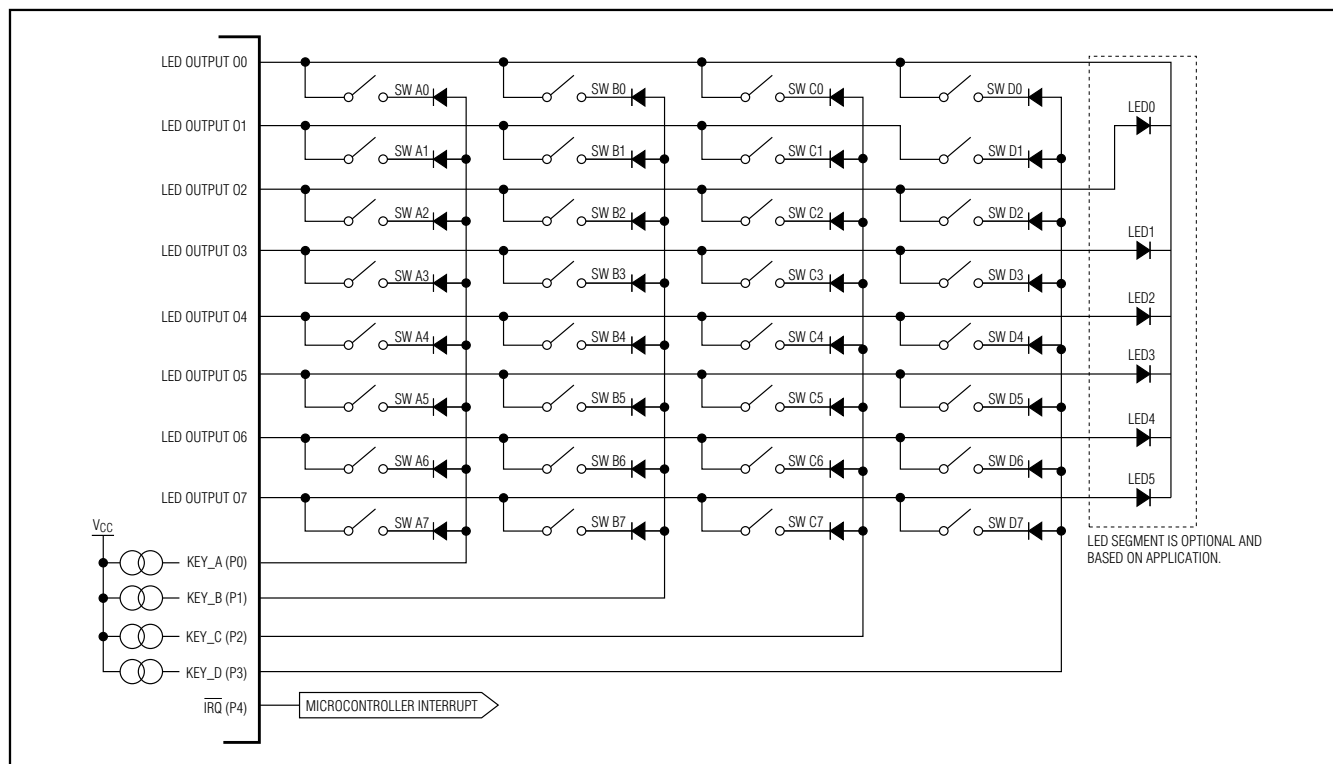 LED OUTPUT O0
SW A0 SW B0 SW C0 SW D0
LED0
LED OUTPUT O1
SW A1 SW B1 SW C1 SW D1
LED OUTPUT O2
SW A2 SW B2 SW C2 SW D2
LED1
LED OUTPUT O3
SW A3 SW B3 SW C3 SW D3
LED2
LED OUTPUT O4
SW A4 SW B4 SW C4 SW D4
LED3
LED OUTPUT O5
SW A5 SW B5 SW C5 SW D5
LED4
LED OUTPUT O6
SW A6 SW B6 SW C6 SW D6
LED5
LED OUTPUT O7
SW A7 SW B7 SW C7 SW D7
VCC
LED SEGMENT IS OPTIONAL AND
BASED ON APPLICATION.
KEY_A (P0)
KEY_B (P1)
KEY_C (P2)
KEY_D (P3)
IRQ (P4) MICROCONTROLLER INTERRUPT